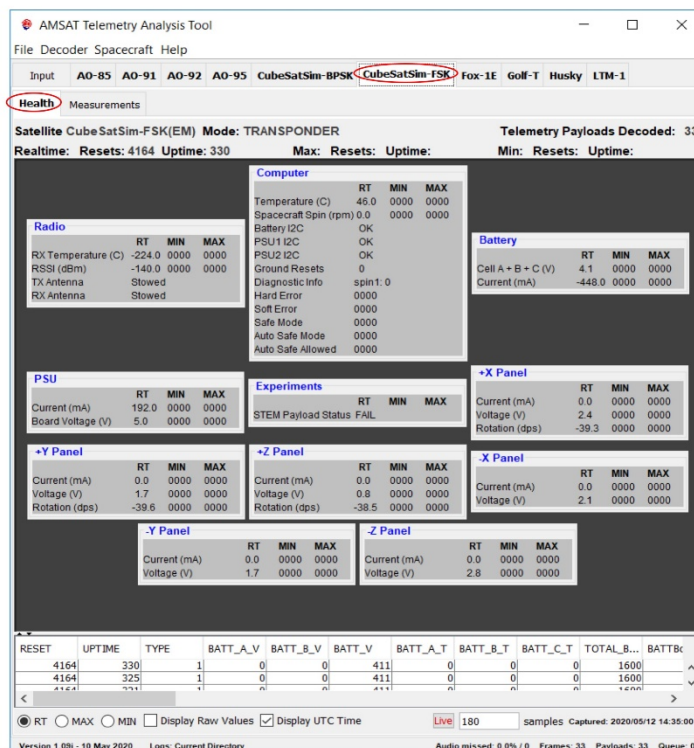 AMSAT Telemetry Analysis Tool
File Decoder Spacecraft Help
Input AO-85 AO-91 AO-92 AO-95 CubeSatSim-BPSK CubeSatSim-FSK Fox-1E Golf-T Husky LTM-1
Health Measurements
Satellite CubeSatSim-FSK(EM) Mode: TRANSPONDER Telemetry Payloads Decoded: 33
Realtime: Resets: 4164 Uptime: 330 Max: Resets: Uptime: Min: Resets: Uptime:
Computer
RT MIN MAX
Temperature (C) 46.0 0000 0000
Spacecraft Spin (rpm) 0.0 0000 0000
Battery I2C OK
PSU1 I2C OK
PSU2 I2C OK
Ground Resets 0
Diagnostic Info spin1: 0
Hard Error 0000
Soft Error 0000
Safe Mode 0000
Auto Safe Mode 0000
Auto Safe Allowed 0000
Radio
RT MIN MAX
RX Temperature (C) -224.0 0000 0000
RSSI (dBm) -140.0 0000 0000
TX Antenna Stowed
RX Antenna Stowed
Battery
RT MIN MAX
Cell A + B + C (V) 4.1 0000 0000
Current (mA) -448.0 0000 0000
PSU
RT MIN MAX
Current (mA) 192.0 0000 0000
Board Voltage (V) 5.0 0000 0000
Experiments
RT MIN MAX
STEM Payload Status FAIL
+X Panel
RT MIN MAX
Current (mA) 0.0 0000 0000
Voltage (V) 2.4 0000 0000
Rotation (dps) -39.3 0000 0000
+Y Panel
RT MIN MAX
Current (mA) 0.0 0000 0000
Voltage (V) 1.7 0000 0000
Rotation (dps) -39.6 0000 0000
+Z Panel
RT MIN MAX
Current (mA) 0.0 0000 0000
Voltage (V) 0.8 0000 0000
Rotation (dps) -38.5 0000 0000
-X Panel
RT MIN MAX
Current (mA) 0.0 0000 0000
Voltage (V) 2.1 0000 0000
-Y Panel
RT MIN MAX
Current (mA) 0.0 0000 0000
Voltage (V) 1.7 0000 0000
-Z Panel
RT MIN MAX
Current (mA) 0.0 0000 0000
Voltage (V) 2.8 0000 0000
RESET UPTIME TYPE BATT_A_V BATT_B_V BATT_V BATT_A_T BATT_B_T BATT_C_T TOTAL_B... BATTBo
4164 330 1 0 0 411 0 0 0 1600
4164 325 1 0 0 411 0 0 0 1600
4164 321 1 0 0 411 0 0 0 1600
RT MAX MIN Display Raw Values Display UTC Time Live 180 samples Captured: 2020/05/12 14:35:00
Version 1.09i - 10 May 2020 Logs: Current Directory Audio missed: 0.0% / 0 Frames: 33 Payloads: 33 Queue: 0